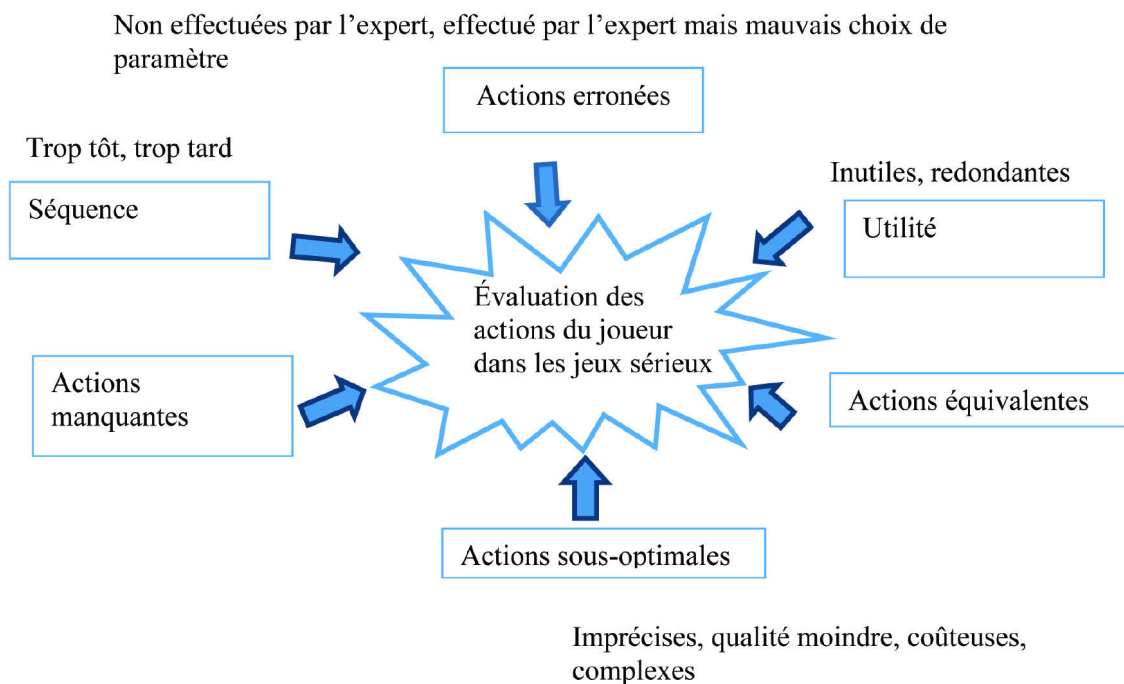 Non effectuées par l'expert, effectué par l'expert mais mauvais choix de
paramètre
Actions erronées
Trop tôt, trop tard
Séquence
Inutiles, redondantes
Utilité
Évaluation des
actions du joueur
dans les jeux sérieux
Actions
manquantes
Actions équivalentes
Actions sous-optimales
Imprécises, qualité moindre, coûteuses,
complexes